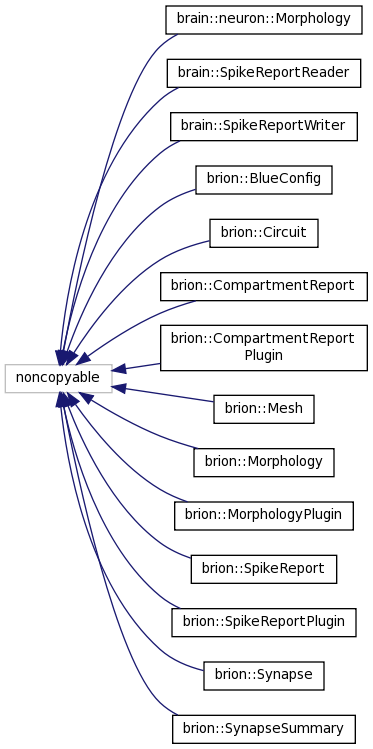 brain::neuron::Morphology
brain::SpikeReportReader
brain::SpikeReportWriter
brion::BlueConfig
brion::Circuit
brion::CompartmentReport
brion::CompartmentReport
Plugin
noncopyable
brion::Mesh
brion::Morphology
brion::MorphologyPlugin
brion::SpikeReport
brion::SpikeReportPlugin
brion::Synapse
brion::SynapseSummary